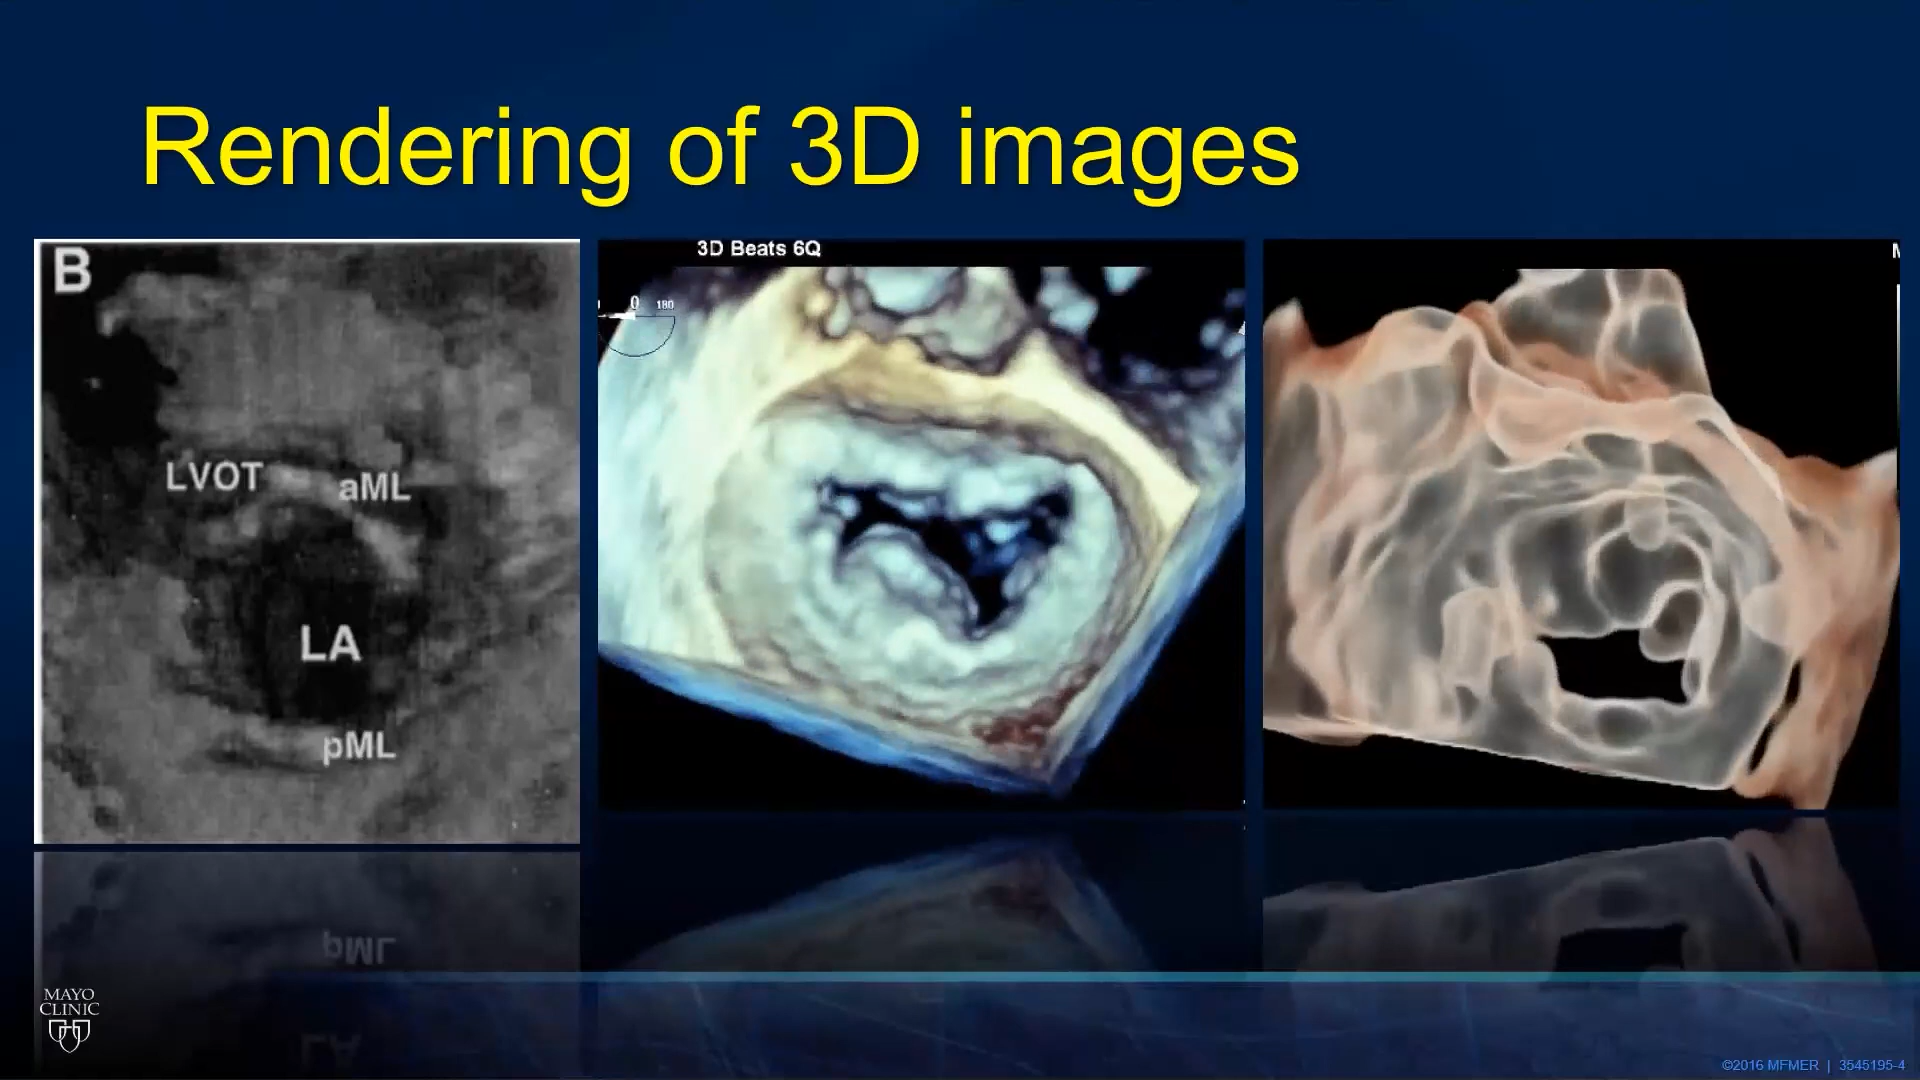 Rendering of 3D images
B
LVOT
aML
LA
pML
3D Beats 6Q
0
180
M
MAYO
CLINIC
©2016 MFMER | 3545195-4